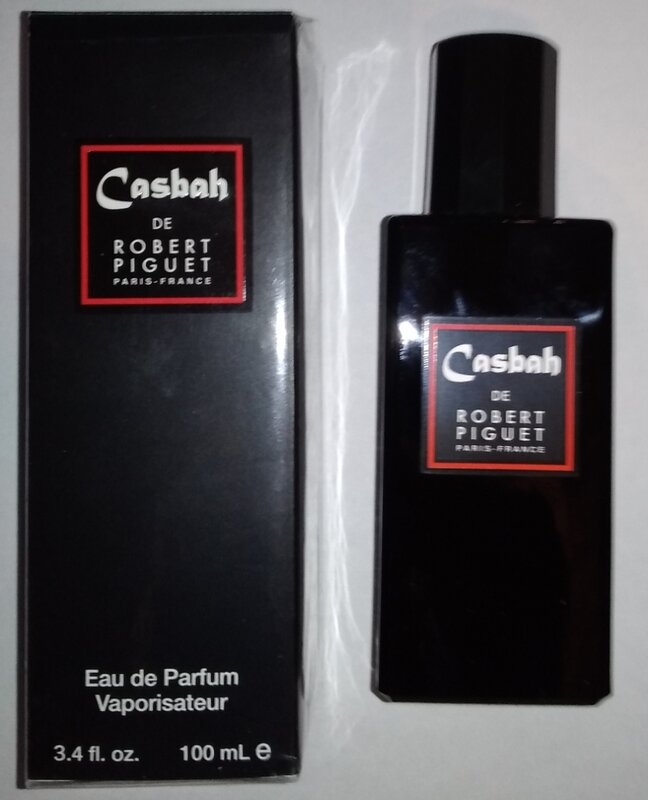 Casbah
DE
ROBERT
PIGUET
PARIS-FRANCE
Eau de Parfum
Vaporisateur
3.4 fl. oz. 100 mL ℮
Casbah
DE
ROBERT
PIGUET
PARIS-FRANCE